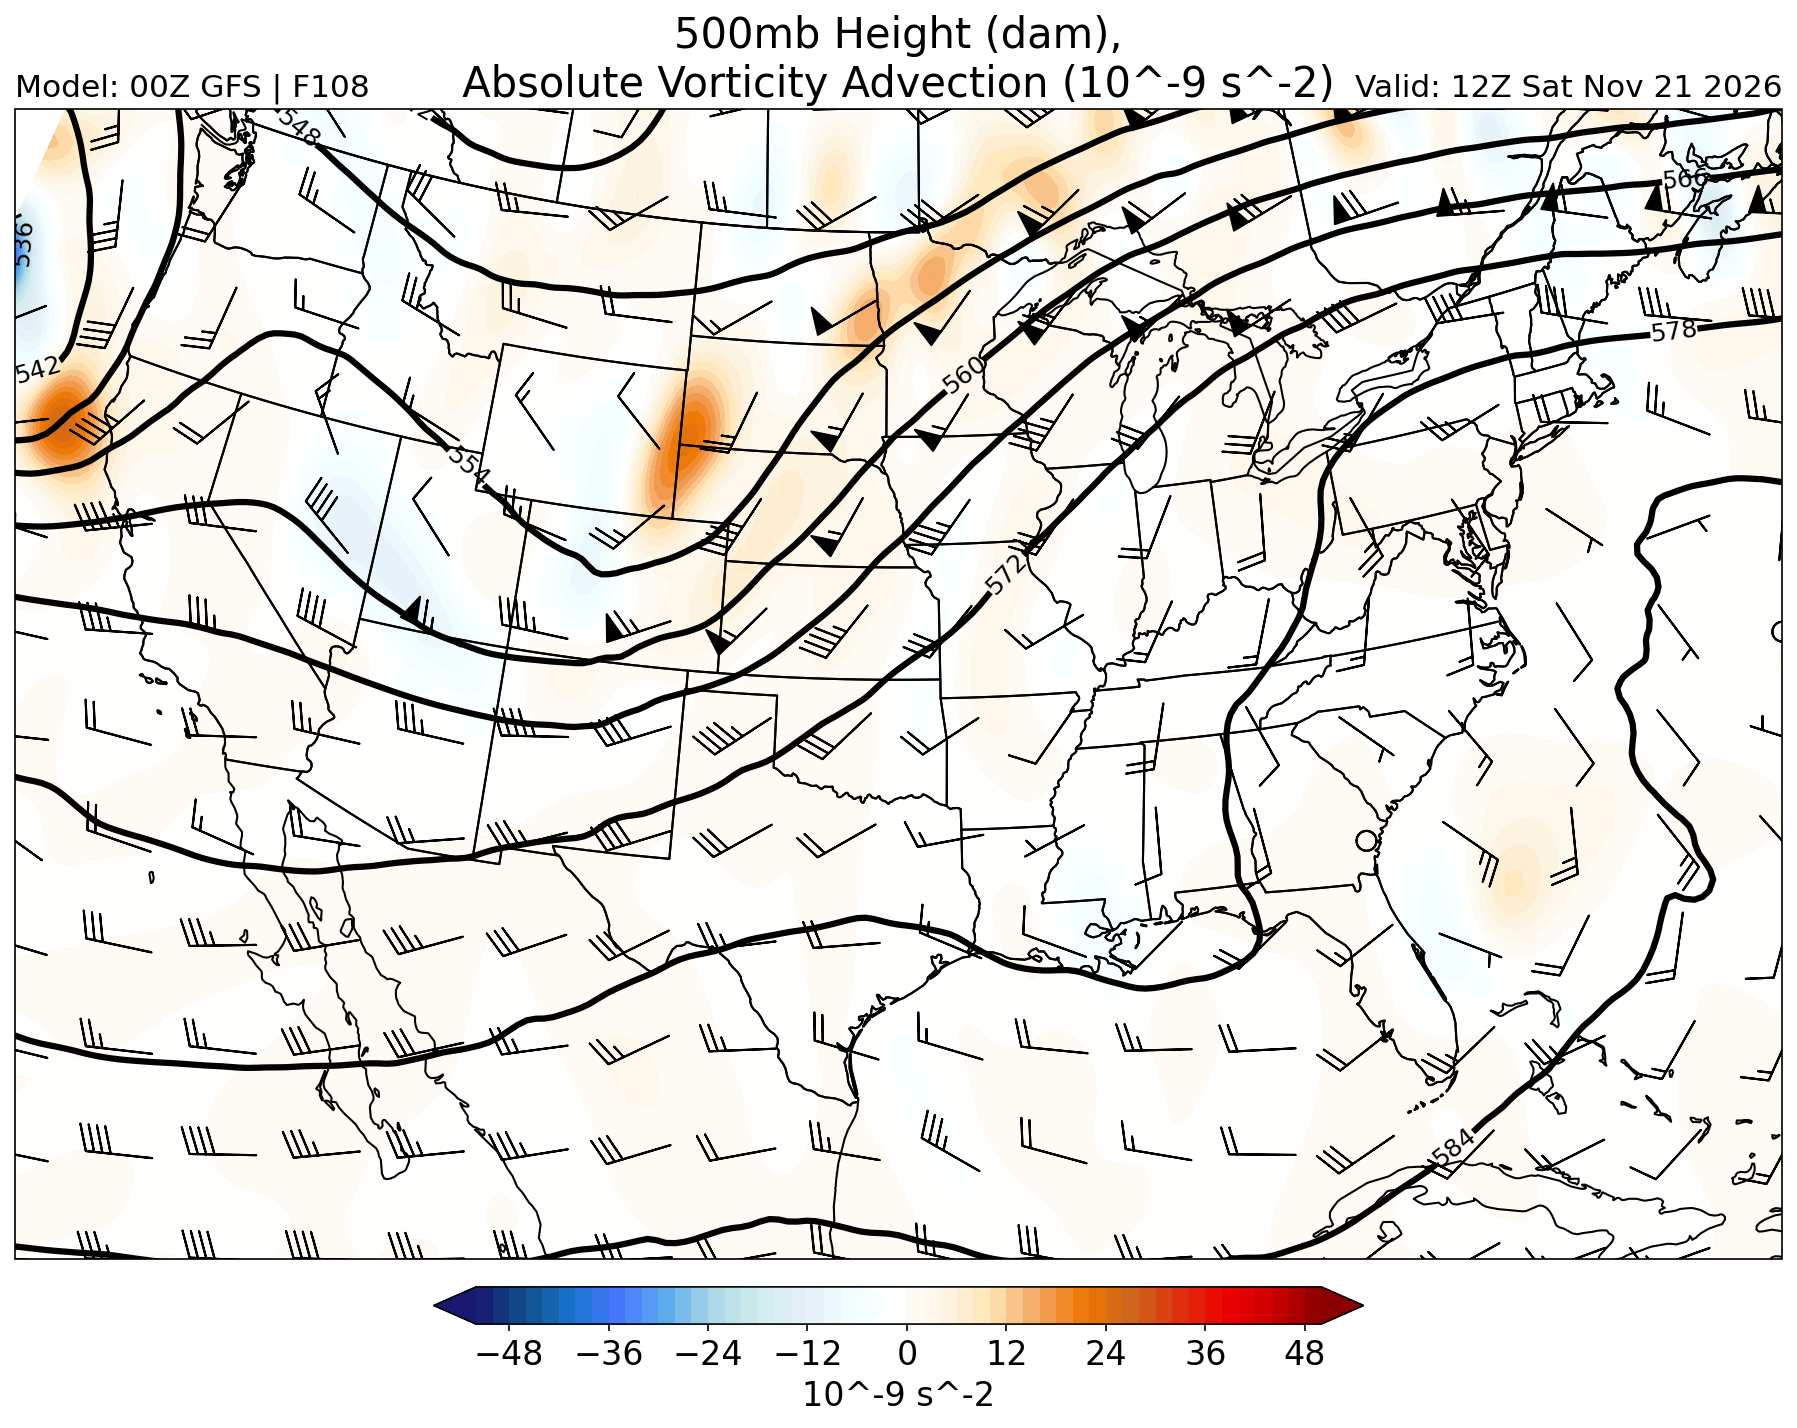 500mb Height (dam),
Model: 00Z GFS | F108
Absolute Vorticity Advection (10^-9 s^-2)
Valid: 12Z Sat Nov 21 2026
548
566
536
578
542
560
554
572
584
−48 −36 −24 −12 0 12 24 36 48
10^-9 s^-2